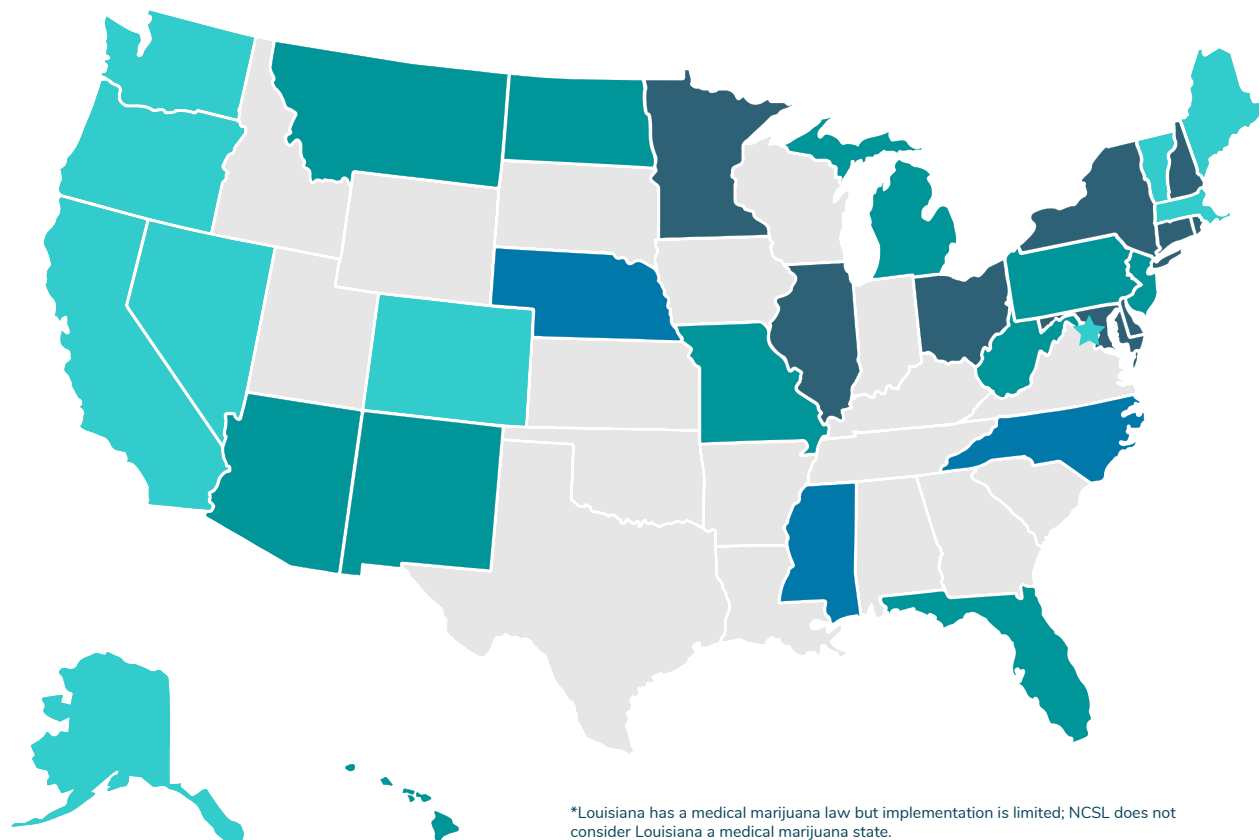 *Louisiana has a medical marijuana law but implementation is limited; NCSL does not
consider Louisiana a medical marijuana state.